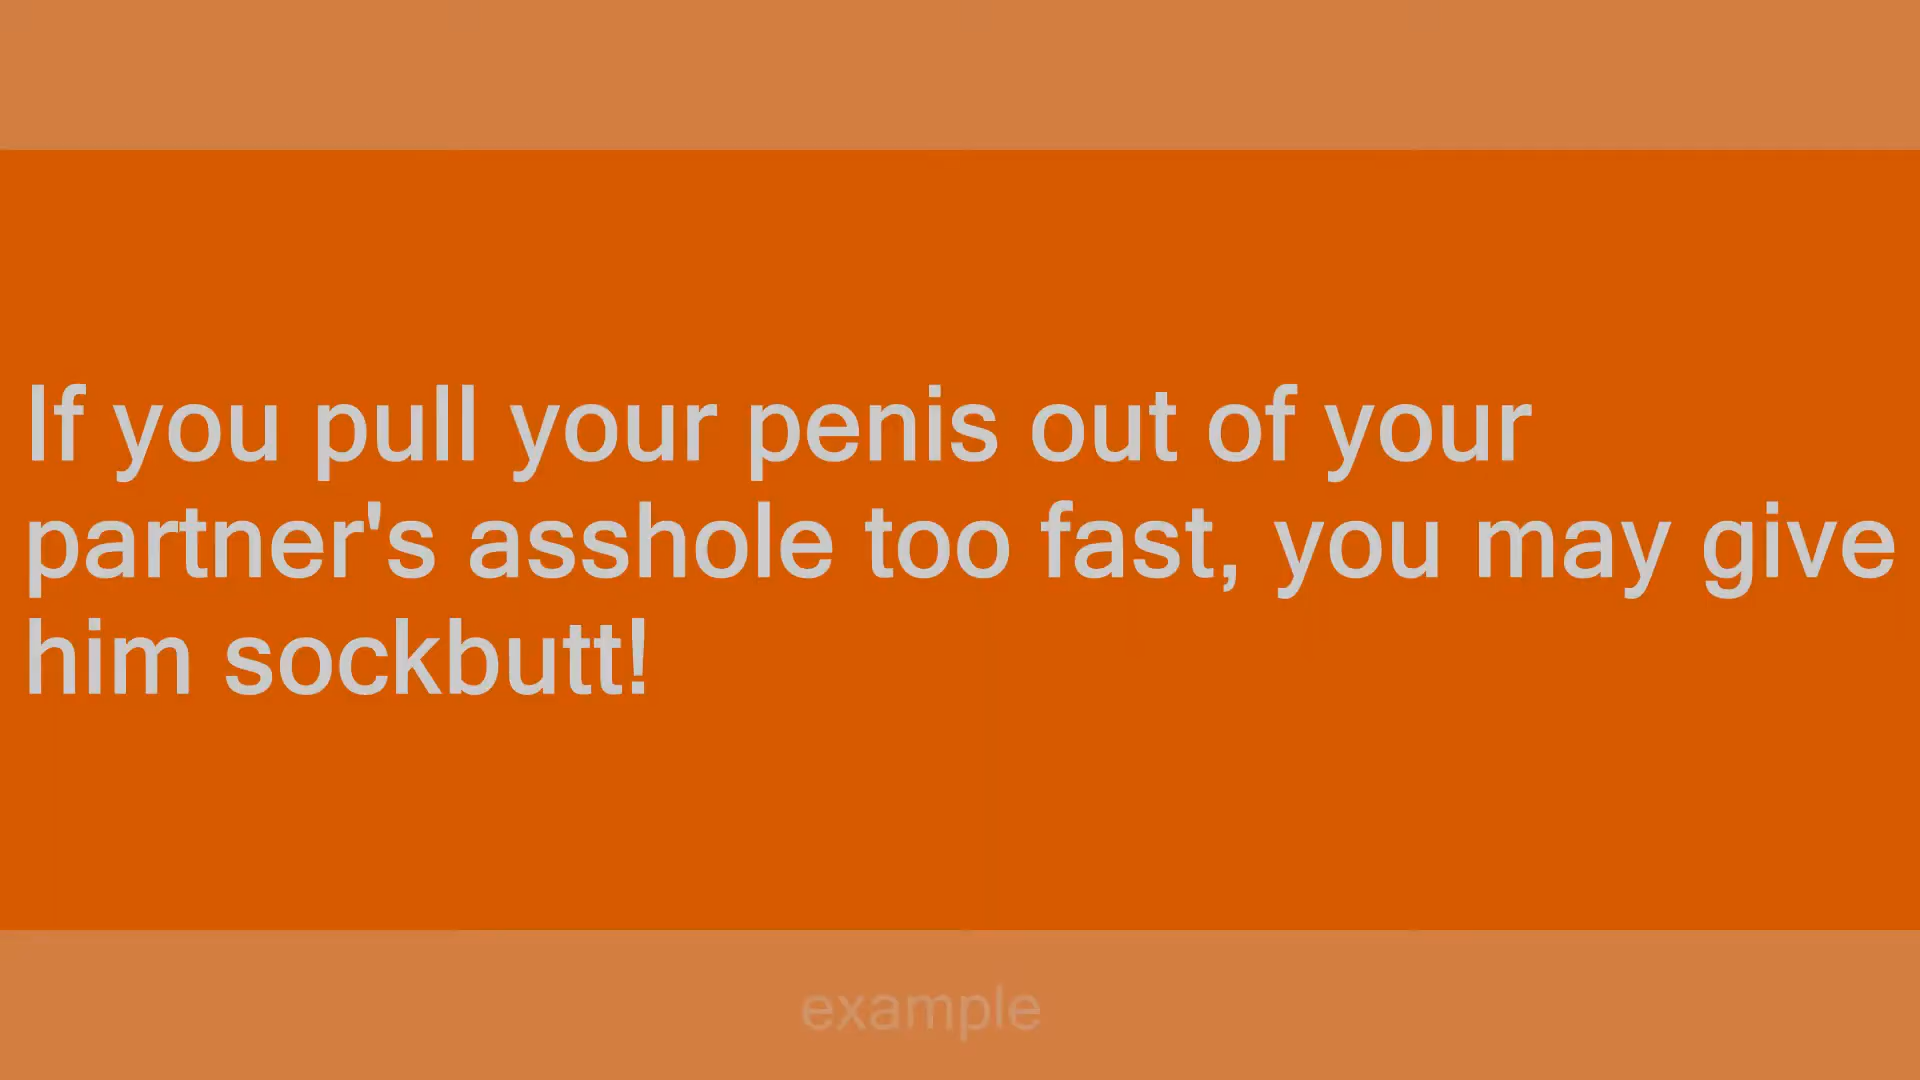 If you pull your penis out of your
partner's asshole too fast, you may give
him sockbutt!
example